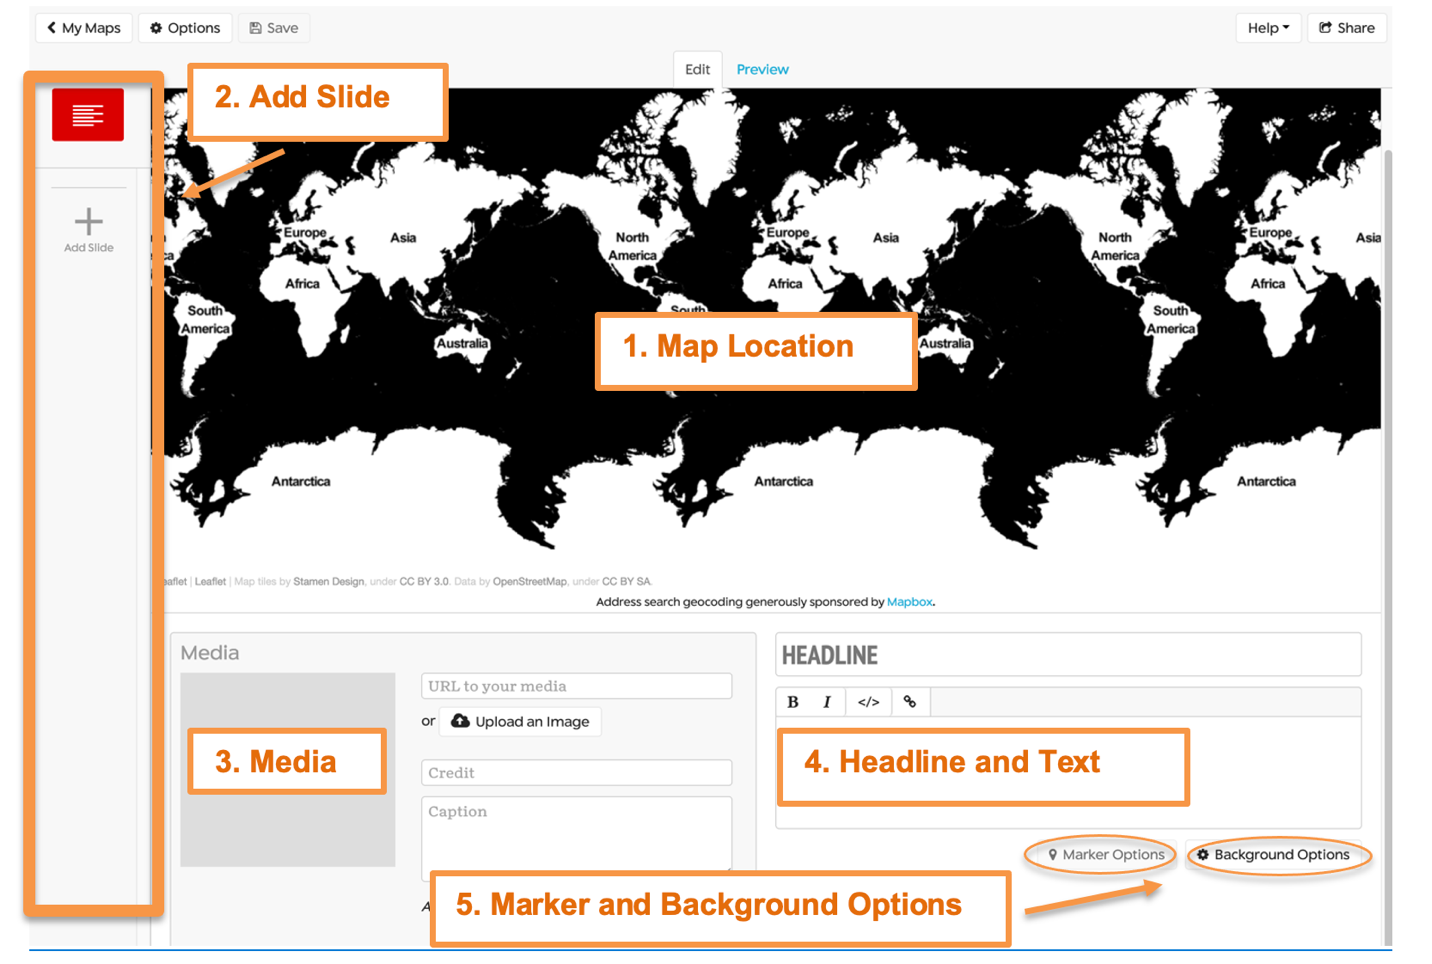 My Maps Options Save Help Share
Edit Preview
2. Add Slide
Add Slide
Europe Asia North America Europe Asia North America Europe Asia
Africa Africa Africa
South America South South America
Australia Australia
1. Map Location
Antarctica Antarctica Antarctica
Leaflet | Map tiles by Stamen Design, under CC BY 3.0. Data by OpenStreetMap, under CC BY SA.
Address search geocoding generously sponsored by Mapbox.
Media
URL to your media
or Upload an Image
3. Media
Credit
Caption
HEADLINE
B I </>
4. Headline and Text
Marker Options Background Options
5. Marker and Background Options